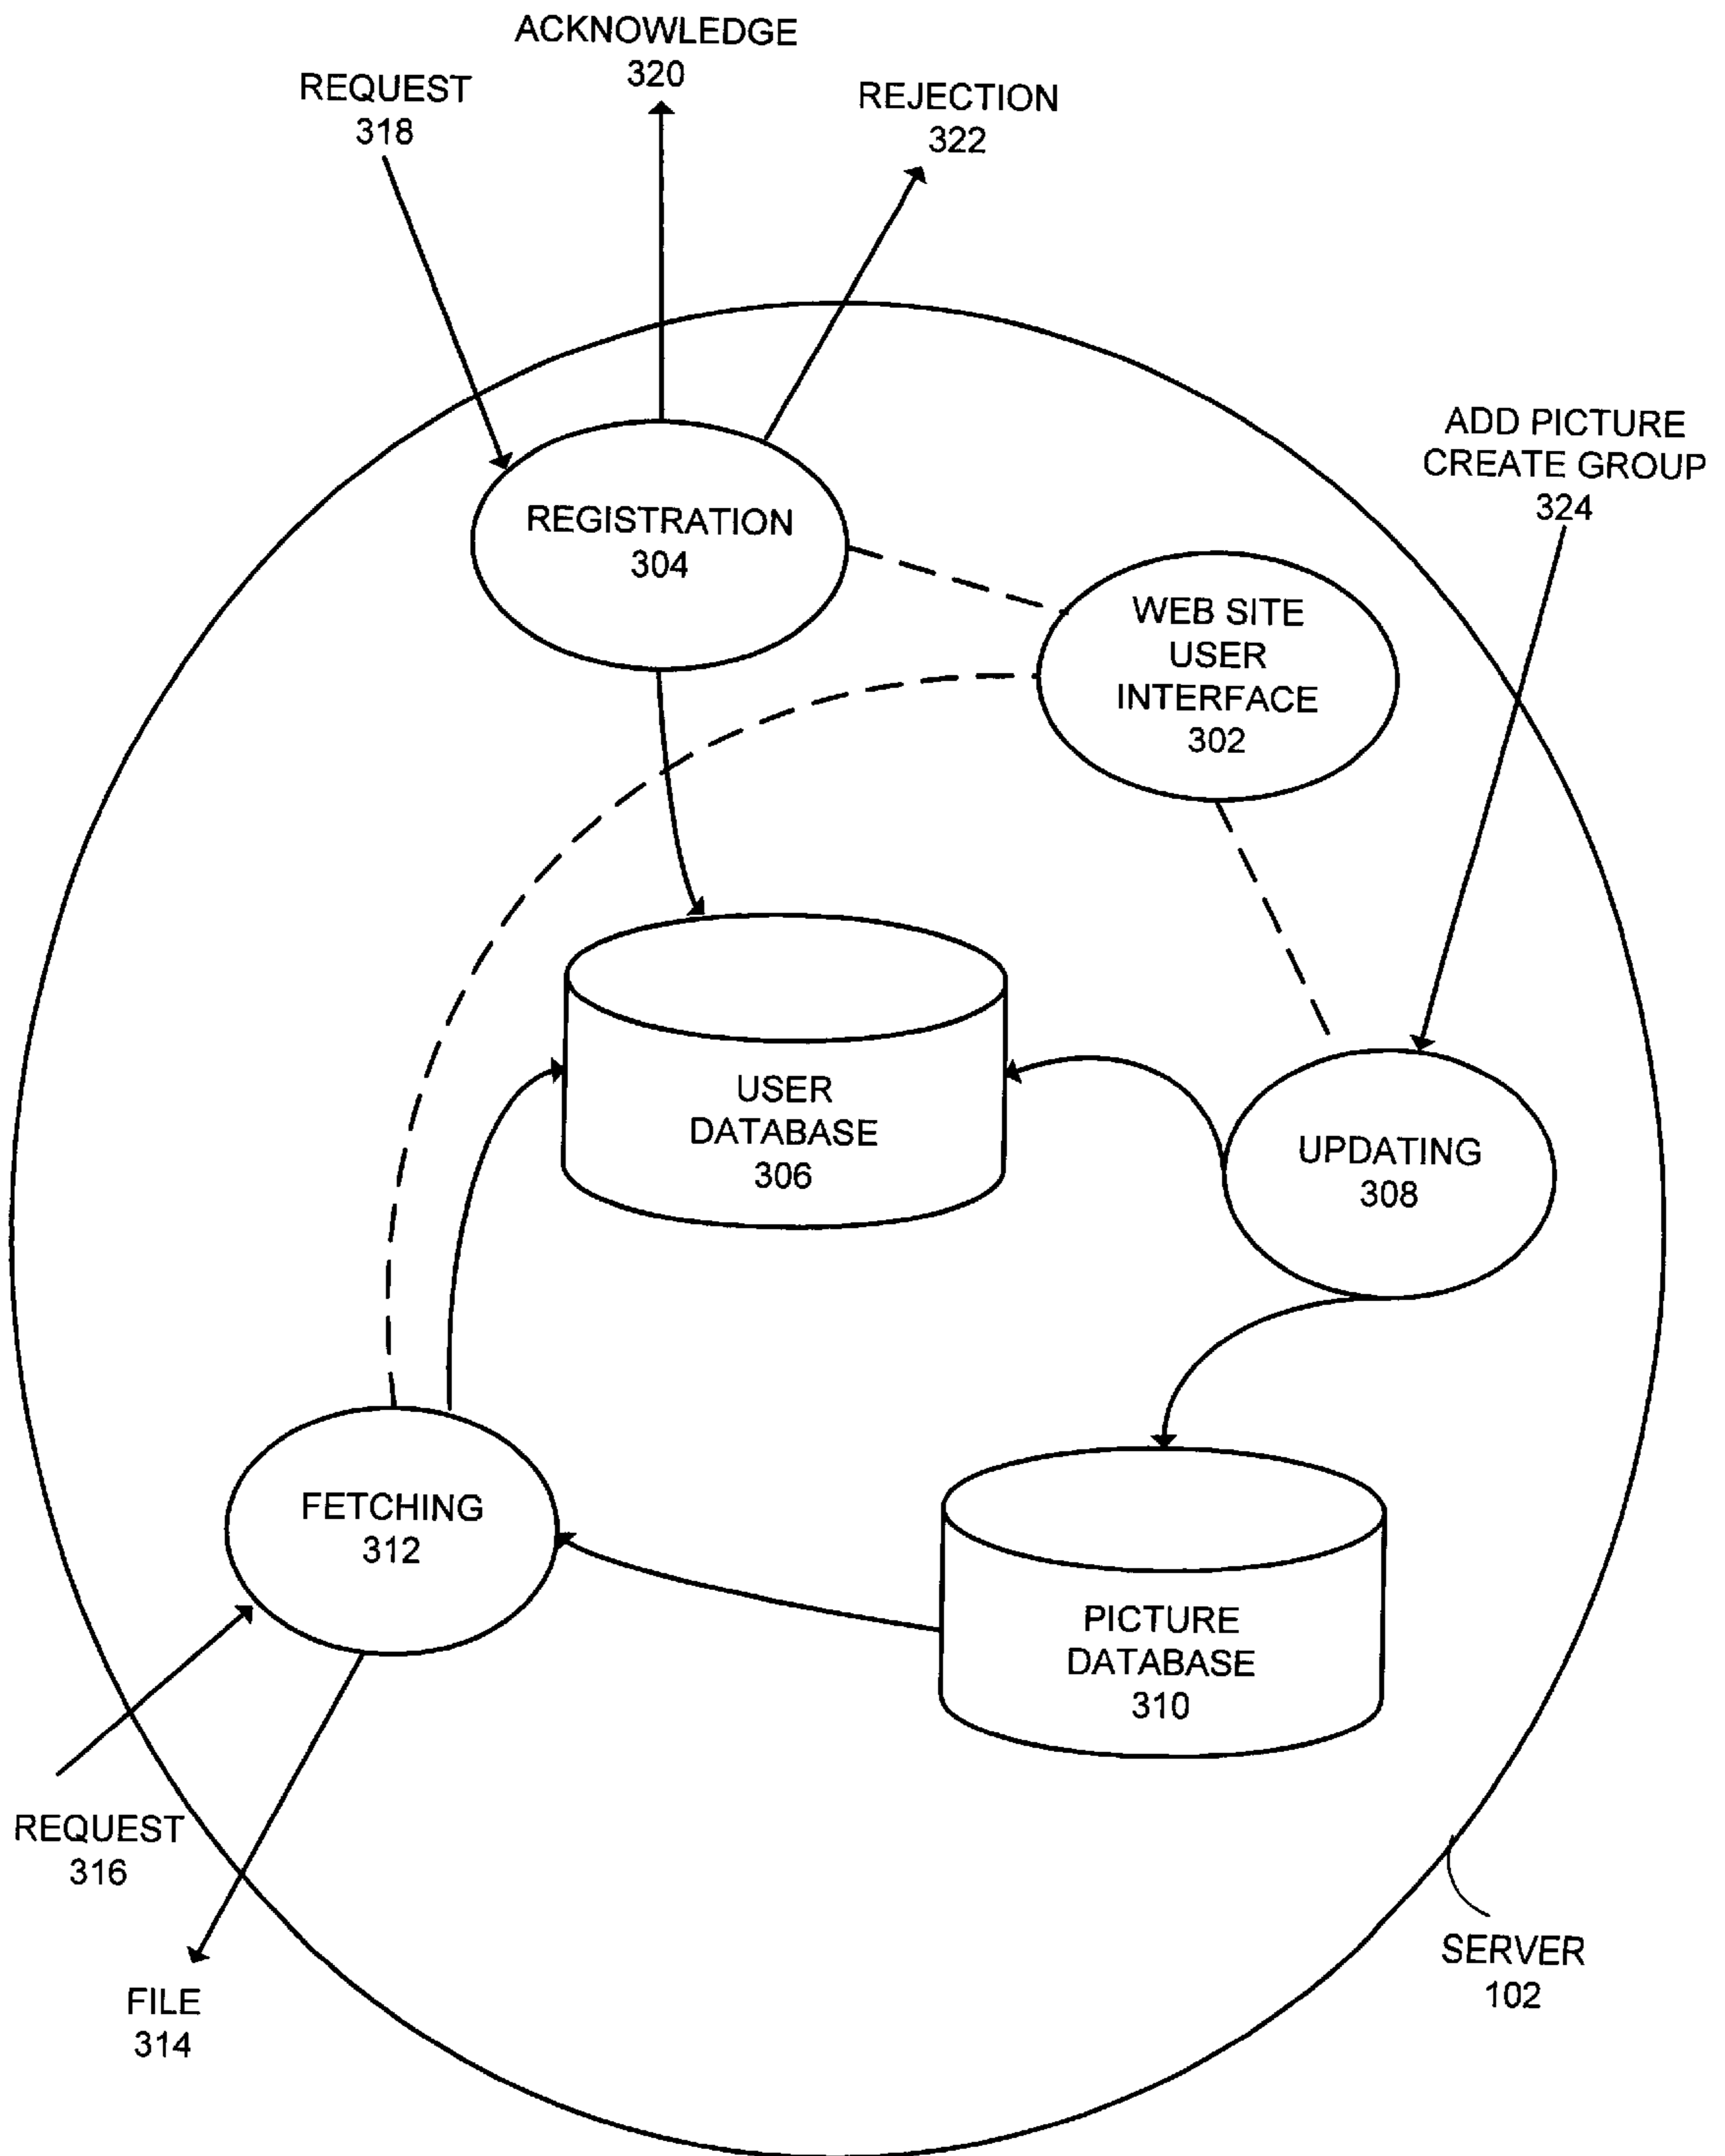 ACKNOWLEDGE
320
REQUEST
318
REJECTION
322
ADD PICTURE
CREATE GROUP
324
REGISTRATION
304
WEB SITE
USER
INTERFACE
302
USER
DATABASE
306
UPDATING
308
FETCHING
312
PICTURE
DATABASE
310
REQUEST
316
FILE
314
SERVER
102